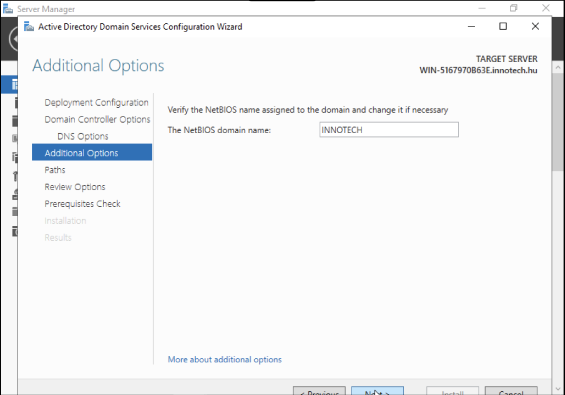 Server Manager
Active Directory Domain Services Configuration Wizard
Additional Options
TARGET SERVER
WIN-5167970B63E.innotech.hu
Deployment Configuration
Domain Controller Options
DNS Options
Additional Options
Paths
Review Options
Prerequisites Check
Installation
Results
Verify the NetBIOS name assigned to the domain and change it if necessary
The NetBIOS domain name:
INNOTECH
More about additional options
< Previous
Next >
Install
Cancel